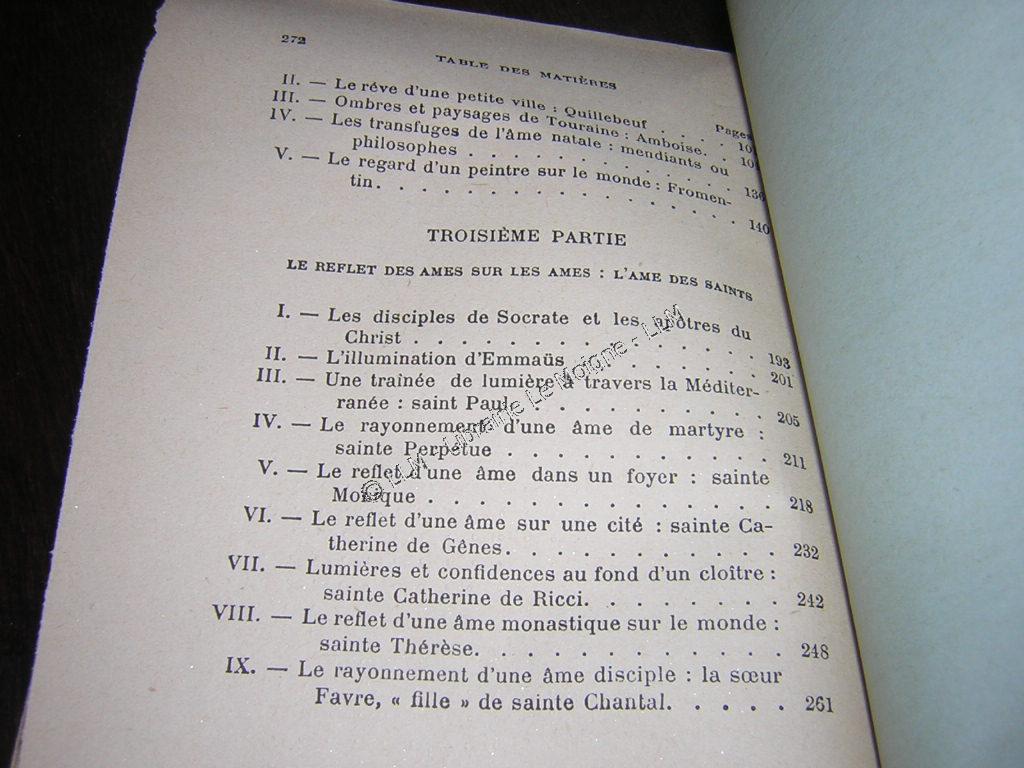 272
TABLE DES MATIÈRES
Pages
II. — Le rêve d'une petite ville : Quillebeuf . . .
III. — Ombres et paysages de Touraine : Amboise. .
IV. — Les transfuges de l'âme natale : mendiants ou
philosophes . . . . . . . . . . . 136
V. — Le regard d'un peintre sur le monde : Fromen-
tin. . . . . . . . . . . . . . 140
TROISIÈME PARTIE
LE REFLET DES AMES SUR LES AMES : L'AME DES SAINTS
I. — Les disciples de Socrate et les apôtres du
Christ . . . . . . . . . . . . . 193
II. — L'illumination d'Emmaüs . . . . . . . 201
III. — Une traînée de lumière à travers la Méditer-
ranée : saint Paul. . . . . . . . . . 205
IV. — Le rayonnement d'une âme de martyre :
sainte Perpétue . . . . . . . . . . 211
V. — Le reflet d'une âme dans un foyer : sainte
Monique . . . . . . . . . . . . 218
VI. — Le reflet d'une âme sur une cité : sainte Ca-
therine de Gênes. . . . . . . . . . 232
VII. — Lumières et confidences au fond d'un cloître :
sainte Catherine de Ricci. . . . . . . 242
VIII. — Le reflet d'une âme monastique sur le monde :
sainte Thérèse. . . . . . . . . . . 248
IX. — Le rayonnement d'une âme disciple : la sœur
Favre, « fille » de sainte Chantal. . . . . 261
© LLM - Librairie Le Moigne - LLM